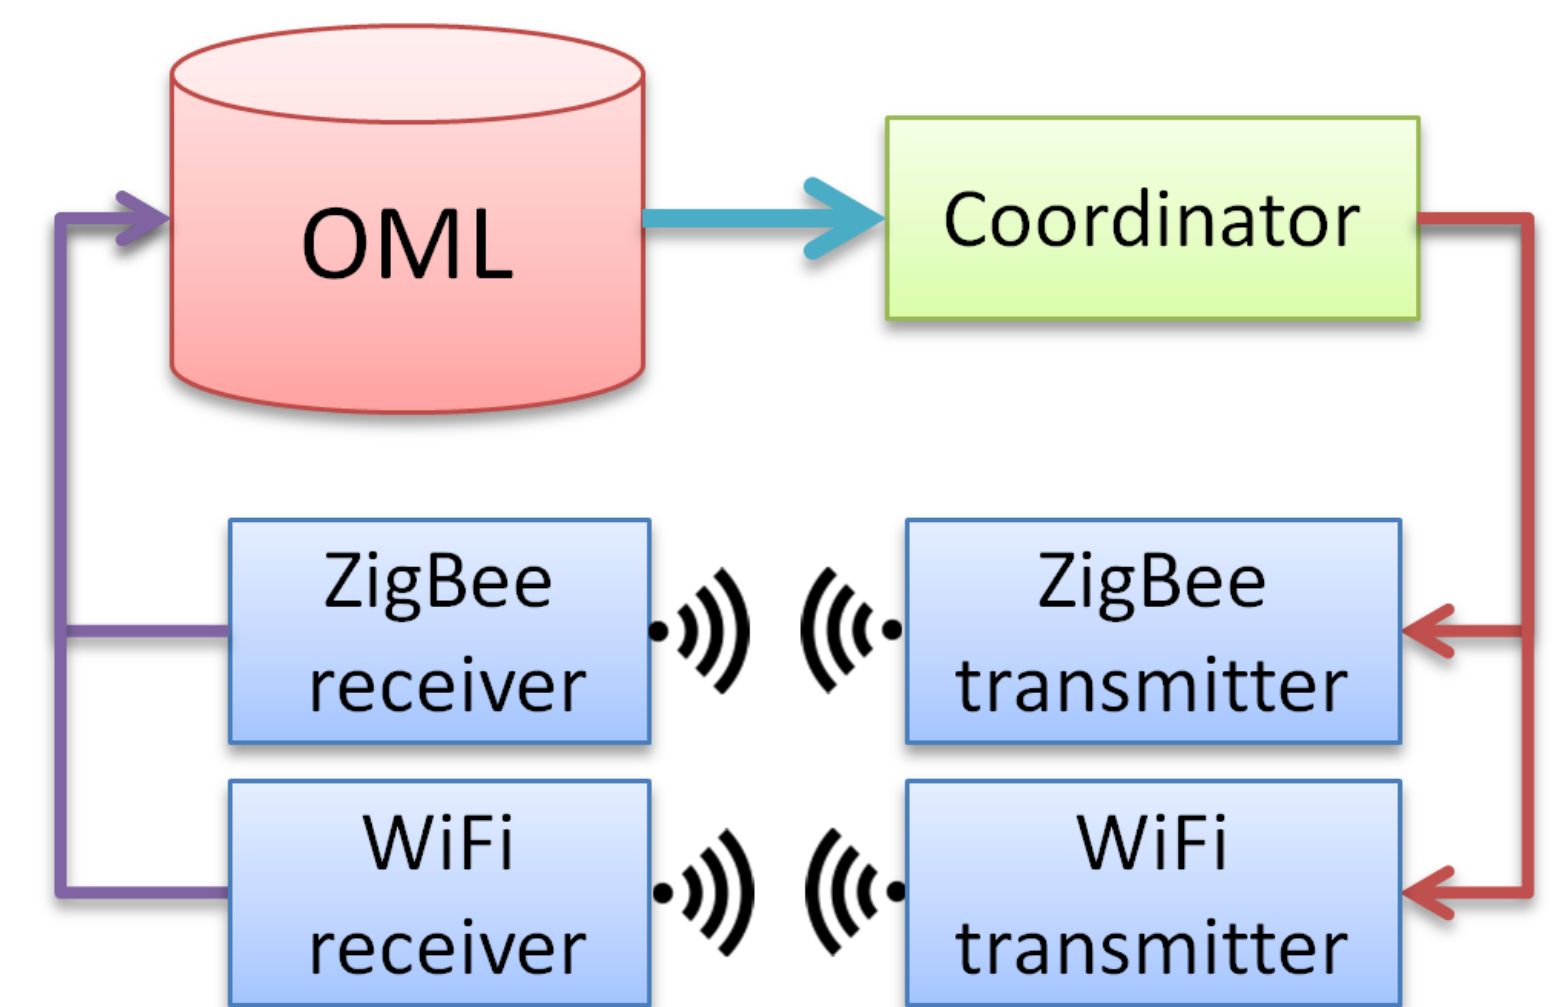 OML
Coordinator
ZigBee
receiver
ZigBee
transmitter
WiFi
receiver
WiFi
transmitter